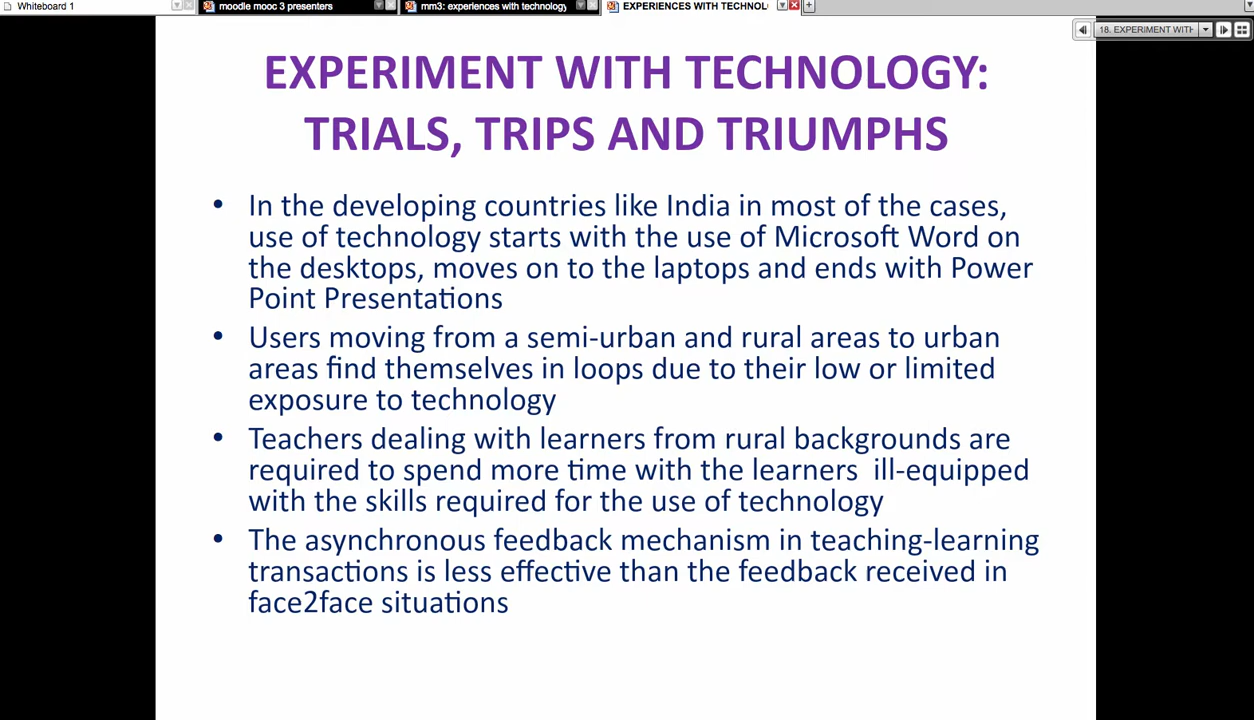 Whiteboard 1
moodle mooc 3 presenters
mm3: experiences with technology
EXPERIENCES WITH TECHNOL
18. EXPERIMENT WITH
EXPERIMENT WITH TECHNOLOGY:
TRIALS, TRIPS AND TRIUMPHS
• In the developing countries like India in most of the cases,
use of technology starts with the use of Microsoft Word on
the desktops, moves on to the laptops and ends with Power
Point Presentations
• Users moving from a semi-urban and rural areas to urban
areas find themselves in loops due to their low or limited
exposure to technology
• Teachers dealing with learners from rural backgrounds are
required to spend more time with the learners  ill-equipped
with the skills required for the use of technology
• The asynchronous feedback mechanism in teaching-learning
transactions is less effective than the feedback received in
face2face situations